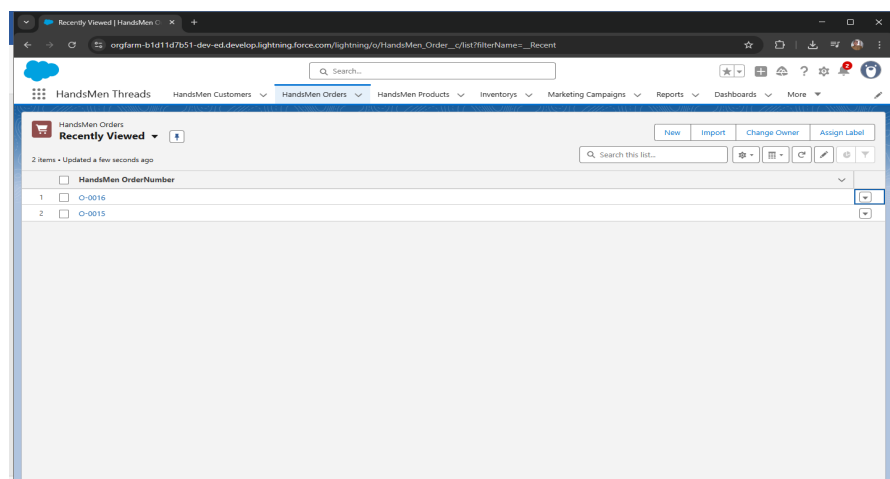 Recently Viewed | HandsMen O
orgfarm-b1d11d7b51-dev-ed.develop.lightning.force.com/lightning/o/HandsMen_Order__c/list?filterName=__Recent
Search...
2
HandsMen Threads HandsMen Customers HandsMen Orders HandsMen Products Inventorys Marketing Campaigns Reports Dashboards More
HandsMen Orders
Recently Viewed
New Import Change Owner Assign Label
2 items • Updated a few seconds ago
Search this list...
HandsMen OrderNumber
1 O-0016
2 O-0015